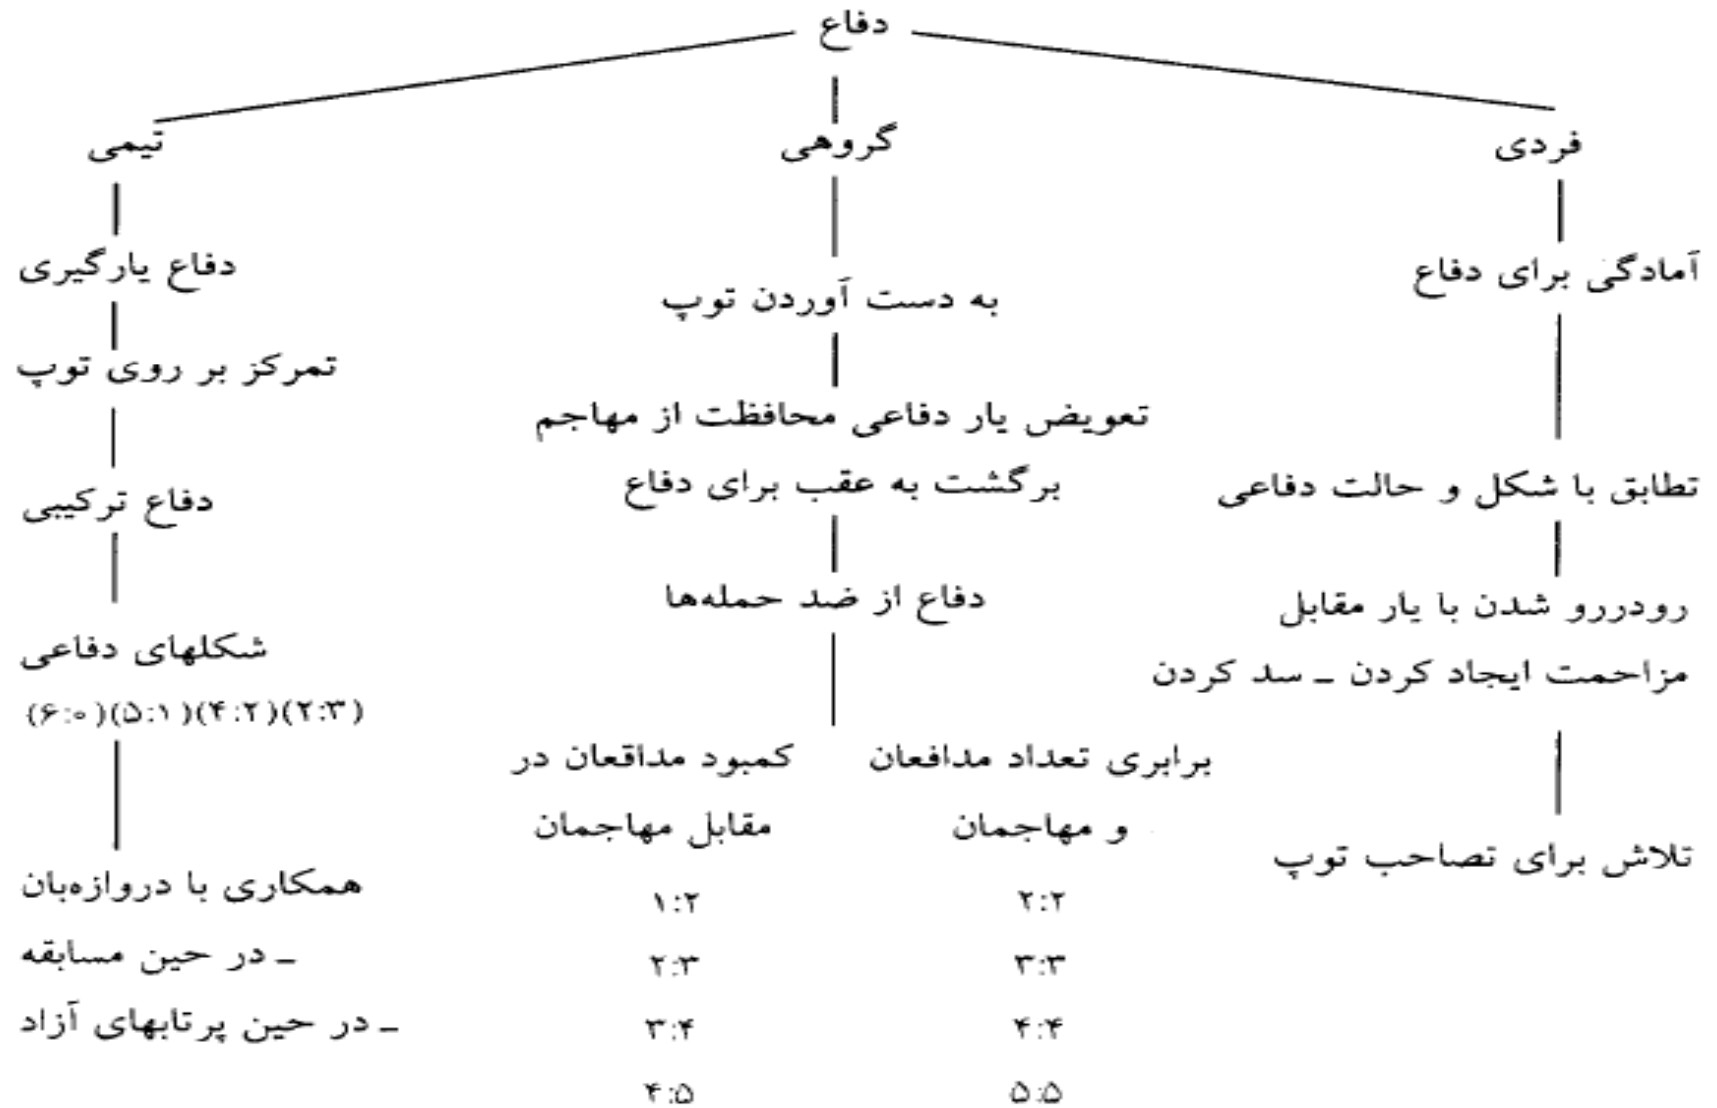 دفاع
فردی
گروهی
تیمی
آمادگی برای دفاع
تطابق با شکل و حالت دفاعی
رودررو شدن با یار مقابل
مزاحمت ایجاد کردن ـ سد کردن
تلاش برای تصاحب توپ
به دست آوردن توپ
تعویض یار دفاعی محافظت از مهاجم
برگشت به عقب برای دفاع
دفاع از ضد حمله‌ها
برابری تعداد مدافعان
و مهاجمان
۲:۲
۳:۳
۴:۴
۵:۵
کمبود مداقعان در
مقابل مهاجمان
۱:۲
۲:۳
۳:۴
۴:۵
دفاع یارگیری
تمرکز بر روی توپ
دفاع ترکیبی
شکلهای دفاعی
(۶:۰)(۵:۱)(۴:۲)(۲:۳)
همکاری با دروازه‌بان
ـ در حین مسابقه
ـ در حین پرتابهای آزاد